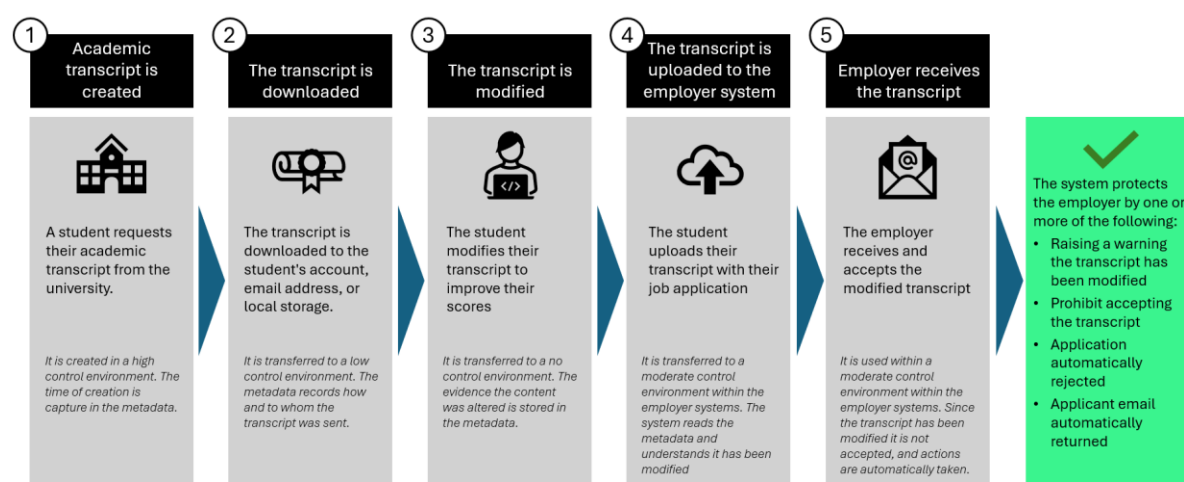 1
Academic
transcript is
created
2
The transcript is
downloaded
3
The transcript is
modified
4
The transcript is
uploaded to the
employer system
5
Employer receives
the transcript
A student requests
their academic
transcript from the
university.
It is created in a high
control environment. The
time of creation is
capture in the metadata.
The transcript is
downloaded to the
student's account,
email address, or
local storage.
It is transferred to a low
control environment. The
metadata records how
and to whom the
transcript was sent.
</>
The student
modifies their
transcript to
improve their
scores
It is transferred to a no
control environment. The
evidence the content
was altered is stored in
the metadata.
The student
uploads their
transcript with their
job application
It is transferred to a
moderate control
environment within the
employer systems. The
system reads the
metadata and
understands it has been
modified
@
The employer
receives and
accepts the
modified transcript
It is used within a
moderate control
environment within the
employer systems. Since
the transcript has been
modified it is not
accepted, and actions
are automatically taken.
The system protects
the employer by one or
more of the following:
• Raising a warning
the transcript has
been modified
• Prohibit accepting
the transcript
• Application
automatically
rejected
• Applicant email
automatically
returned